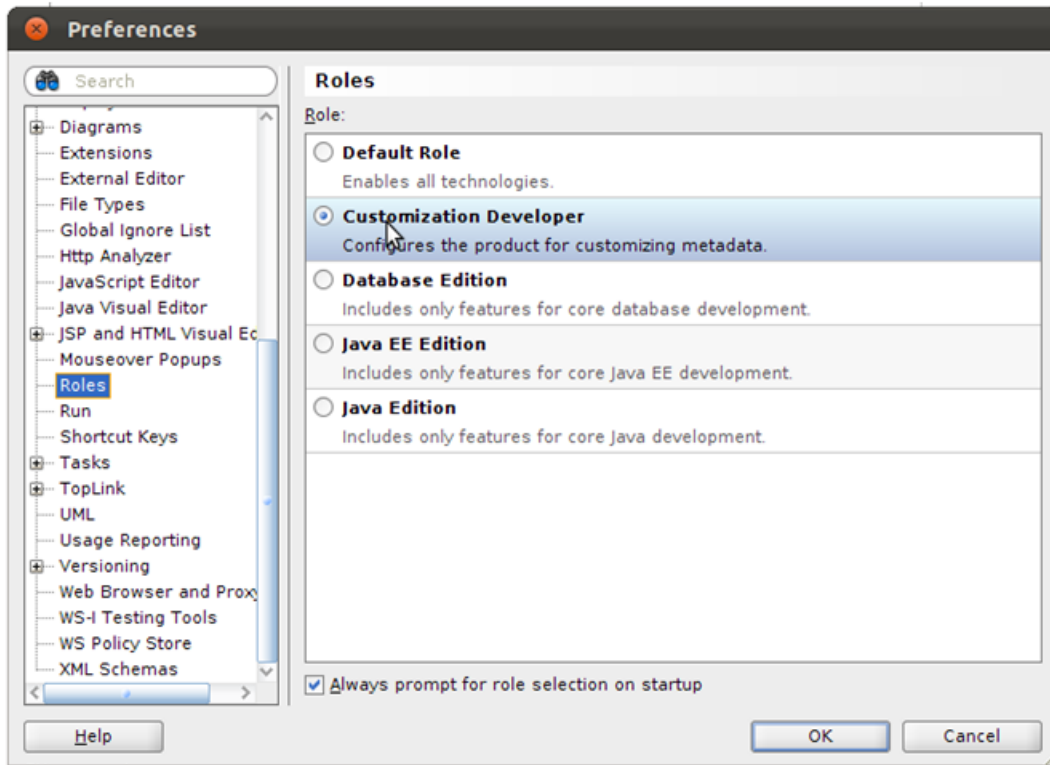 Preferences
Search
Diagrams
Extensions
External Editor
File Types
Global Ignore List
Http Analyzer
JavaScript Editor
Java Visual Editor
JSP and HTML Visual Ec
Mouseover Popups
Roles
Run
Shortcut Keys
Tasks
TopLink
UML
Usage Reporting
Versioning
Web Browser and Proxy
WS-I Testing Tools
WS Policy Store
XML Schemas
Roles
Role:
Default Role
Enables all technologies.
Customization Developer
Configures the product for customizing metadata.
Database Edition
Includes only features for core database development.
Java EE Edition
Includes only features for core Java EE development.
Java Edition
Includes only features for core Java development.
Always prompt for role selection on startup
Help
OK
Cancel